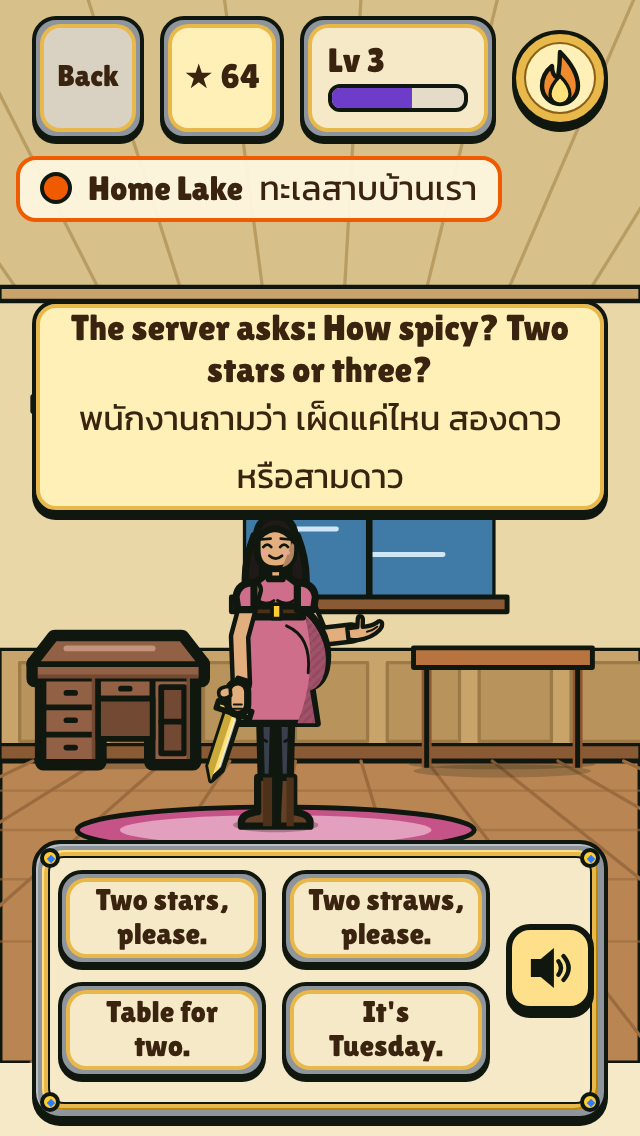 Back
★ 64
Lv 3
Home Lake ทะเลสาบบ้านเรา
The server asks: How spicy? Two
stars or three?
พนักงานถามว่า เผ็ดแค่ไหน สองดาว
หรือสามดาว
Two stars,
please.
Two straws,
please.
Table for
two.
It's
Tuesday.